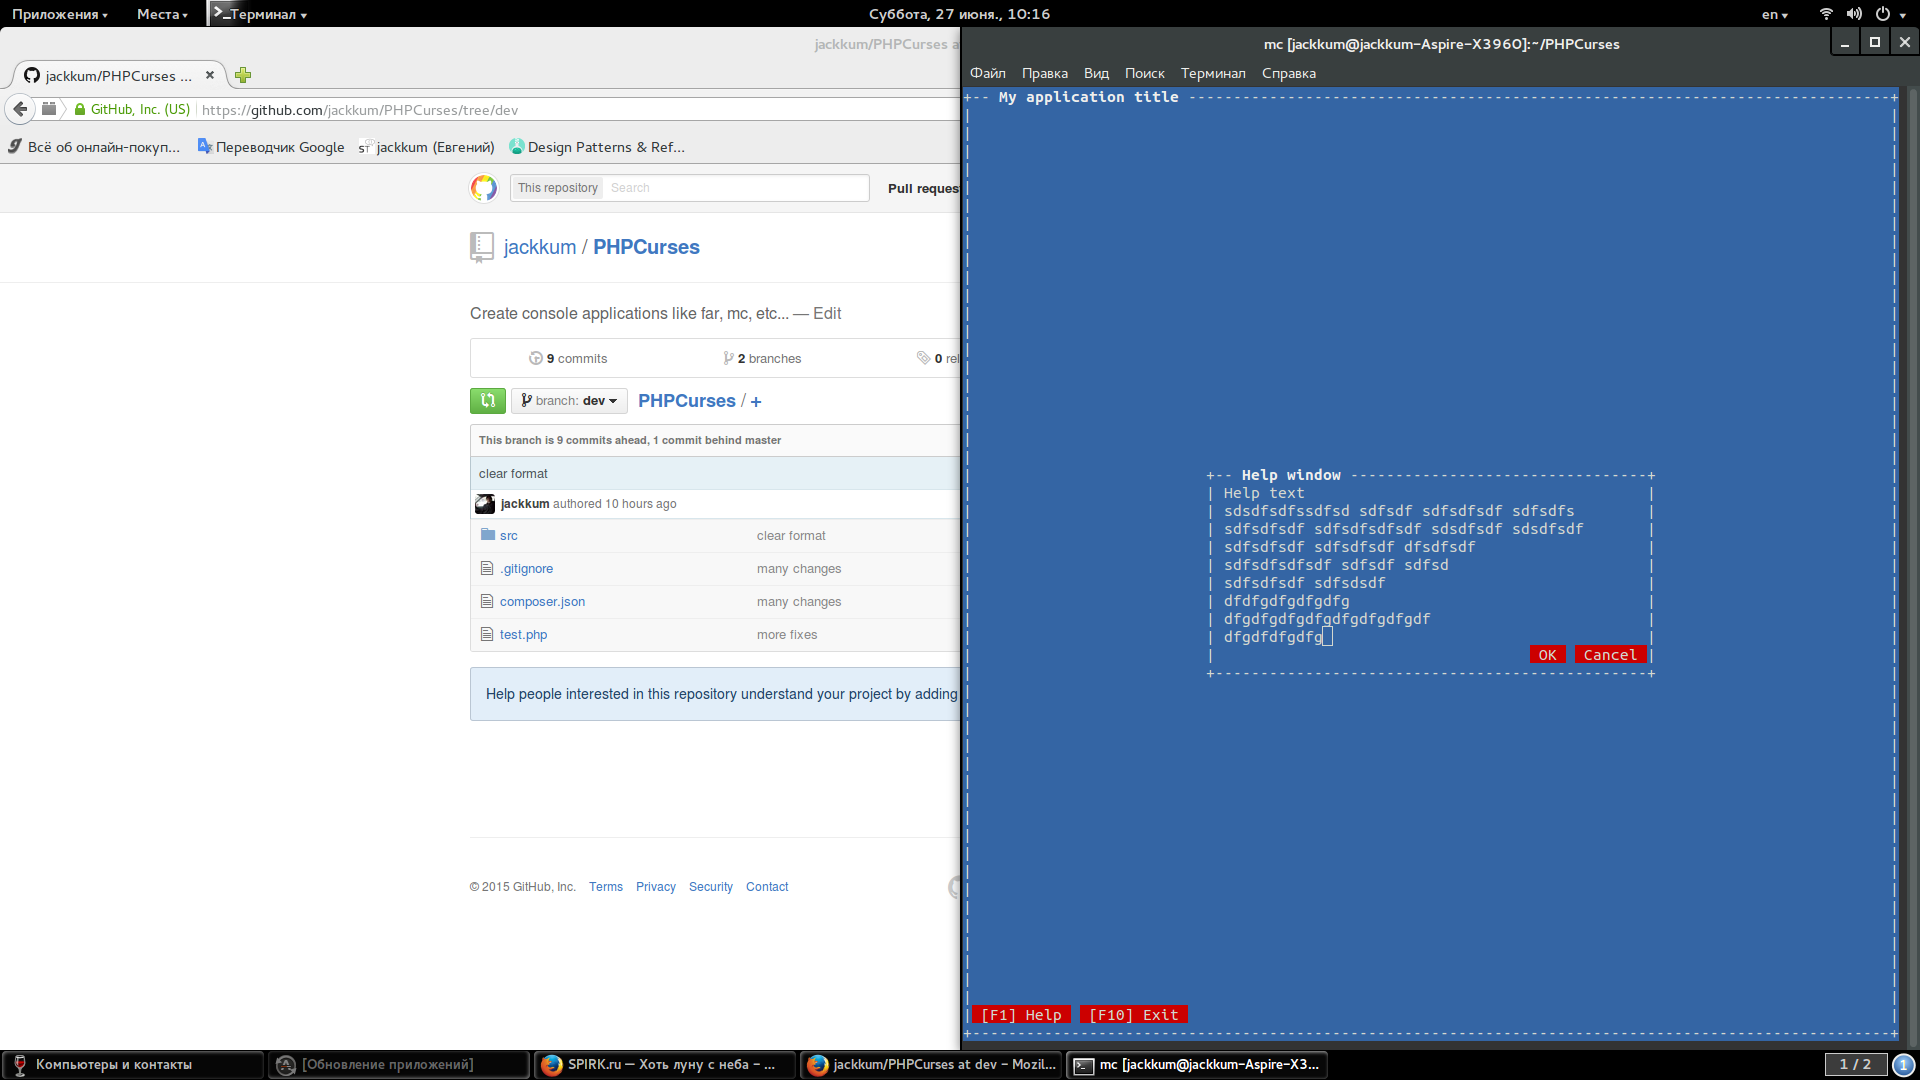 Приложения
Места
Терминал
Суббота, 27 июня., 10:16
en
jackkum/PHPCurses a
jackkum/PHPCurses ...
GitHub, Inc. (US)
https://github.com/jackkum/PHPCurses/tree/dev
Всё об онлайн-покуп...
Переводчик Google
ST jackkum (Евгений)
Design Patterns & Ref...
This repository
Search
Pull reques
jackkum / PHPCurses
Create console applications like far, mc, etc... — Edit
9 commits
2 branches
0 rel
branch: dev
PHPCurses / +
This branch is 9 commits ahead, 1 commit behind master
clear format
jackkum authored 10 hours ago
src clear format
.gitignore many changes
composer.json many changes
test.php more fixes
Help people interested in this repository understand your project by adding
© 2015 GitHub, Inc. Terms Privacy Security Contact
mc [jackkum@jackkum-Aspire-X3960]:~/PHPCurses
Файл Правка Вид Поиск Терминал Справка
My application title
Help window
Help text
sdsdfsdfssdfsd sdfsdf sdfsdfsdf sdfsdfs
sdfsdfsdf sdfsdfsdfsdf sdsdfsdf sdsdfsdf
sdfsdfsdf sdfsdfsdf dfsdfsdf
sdfsdfsdfsdf sdfsdf sdfsd
sdfsdfsdf sdfsdsdf
dfdfgdfgdfgdfg
dfgdfgdfgdfgdfgdfgdfgdf
dfgdfdfgdfg
OK Cancel
[F1] Help [F10] Exit
Компьютеры и контакты
[Обновление приложений]
SPIRK.ru — Хоть луну с неба – ...
jackkum/PHPCurses at dev – Mozil...
mc [jackkum@jackkum-Aspire-X3...
1 / 2
1